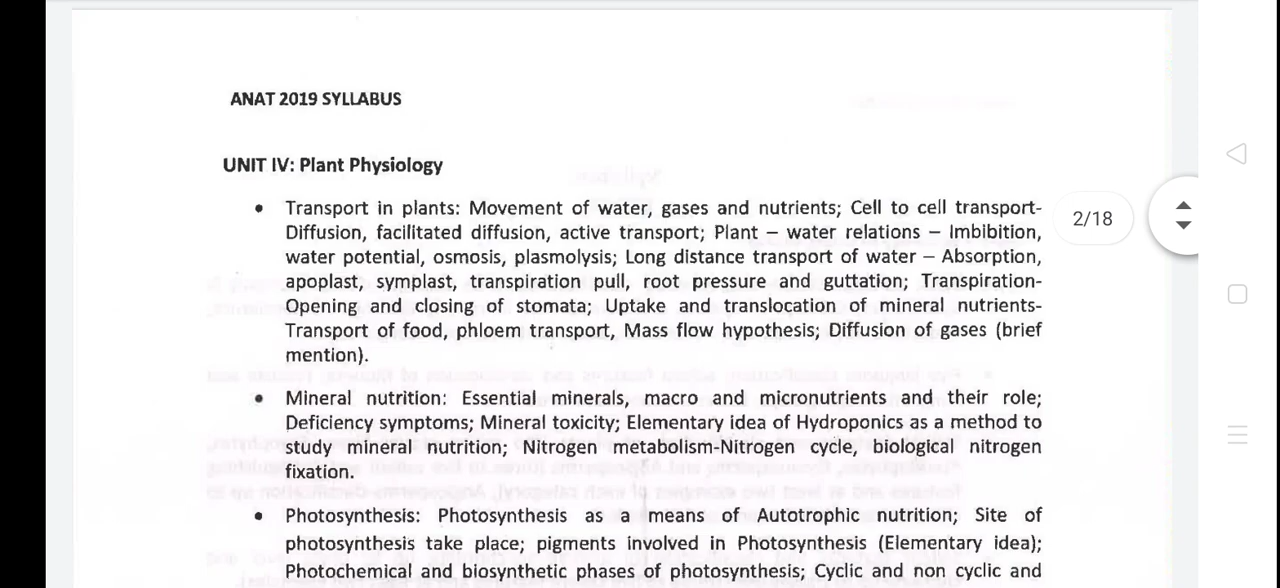 ANAT 2019 SYLLABUS
UNIT IV: Plant Physiology
• Transport in plants: Movement of water, gases and nutrients; Cell to cell transport-
Diffusion, facilitated diffusion, active transport; Plant – water relations – Imbibition,
water potential, osmosis, plasmolysis; Long distance transport of water – Absorption,
apoplast, symplast, transpiration pull, root pressure and guttation; Transpiration-
Opening and closing of stomata; Uptake and translocation of mineral nutrients-
Transport of food, phloem transport, Mass flow hypothesis; Diffusion of gases (brief
mention).
2/18
• Mineral nutrition: Essential minerals, macro and micronutrients and their role;
Deficiency symptoms; Mineral toxicity; Elementary idea of Hydroponics as a method to
study mineral nutrition; Nitrogen metabolism-Nitrogen cycle, biological nitrogen
fixation.
• Photosynthesis: Photosynthesis as a means of Autotrophic nutrition; Site of
photosynthesis take place; pigments involved in Photosynthesis (Elementary idea);
Photochemical and biosynthetic phases of photosynthesis; Cyclic and non cyclic and